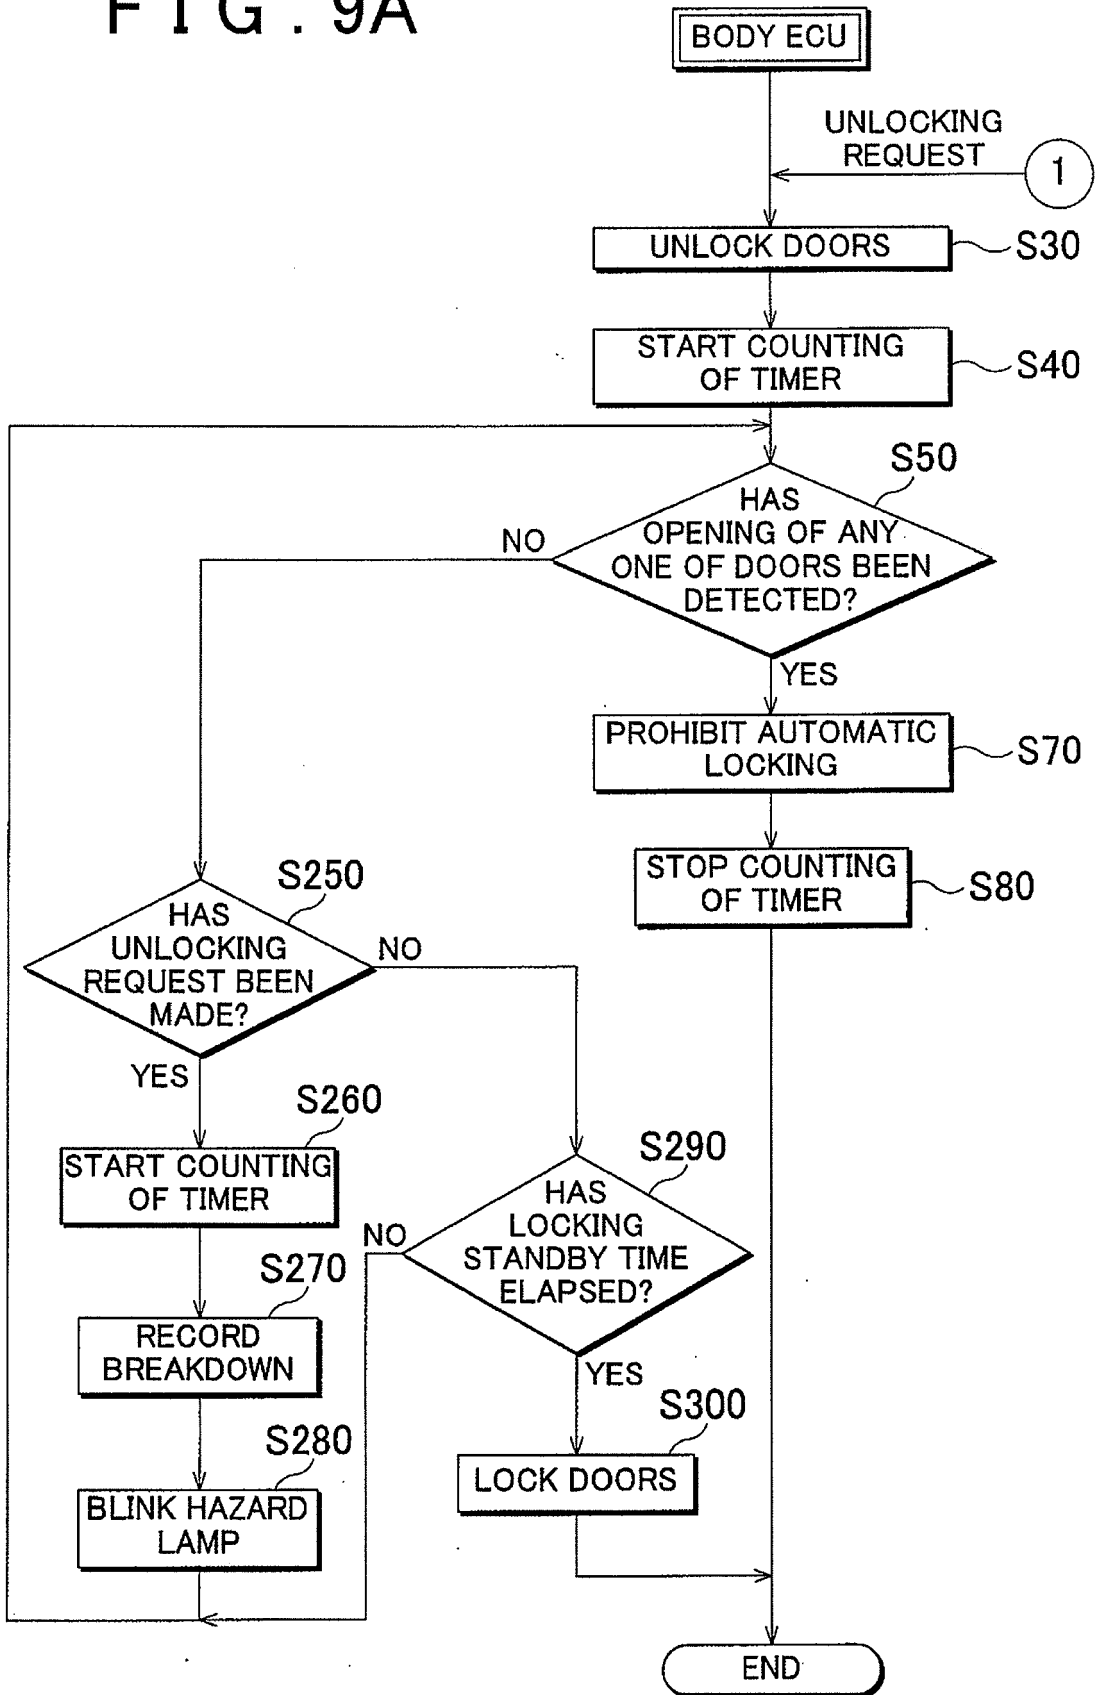 FIG. 9A
BODY ECU
UNLOCKING
REQUEST
1
UNLOCK DOORS
S30
START COUNTING
OF TIMER
S40
S50
HAS
OPENING OF ANY
ONE OF DOORS BEEN
DETECTED?
NO
YES
PROHIBIT AUTOMATIC
LOCKING
S70
STOP COUNTING
OF TIMER
S80
S250
HAS
UNLOCKING
REQUEST BEEN
MADE?
NO
YES
S260
START COUNTING
OF TIMER
S270
RECORD
BREAKDOWN
S280
BLINK HAZARD
LAMP
S290
HAS
LOCKING
STANDBY TIME
ELAPSED?
NO
YES
S300
LOCK DOORS
END